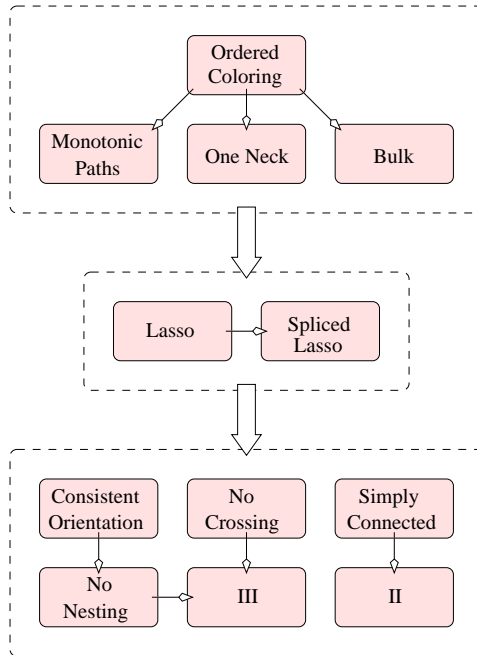 Ordered
Coloring
Monotonic
Paths
One Neck
Bulk
Lasso
Spliced
Lasso
Consistent
Orientation
No
Crossing
Simply
Connected
No
Nesting
III
II